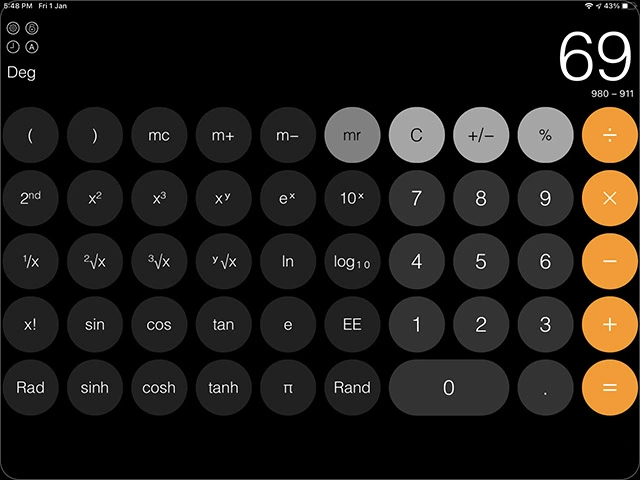 5:48 PM Fri 1 Jan 43%
A
69
Deg
980 – 911
( ) mc m+ m– mr C +/– % ÷
2nd x² x³ xʸ eˣ 10ˣ 7 8 9 ×
¹/x ²√x ³√x ʸ√x ln log₁₀ 4 5 6 –
x! sin cos tan e EE 1 2 3 +
Rad sinh cosh tanh π Rand 0 . =